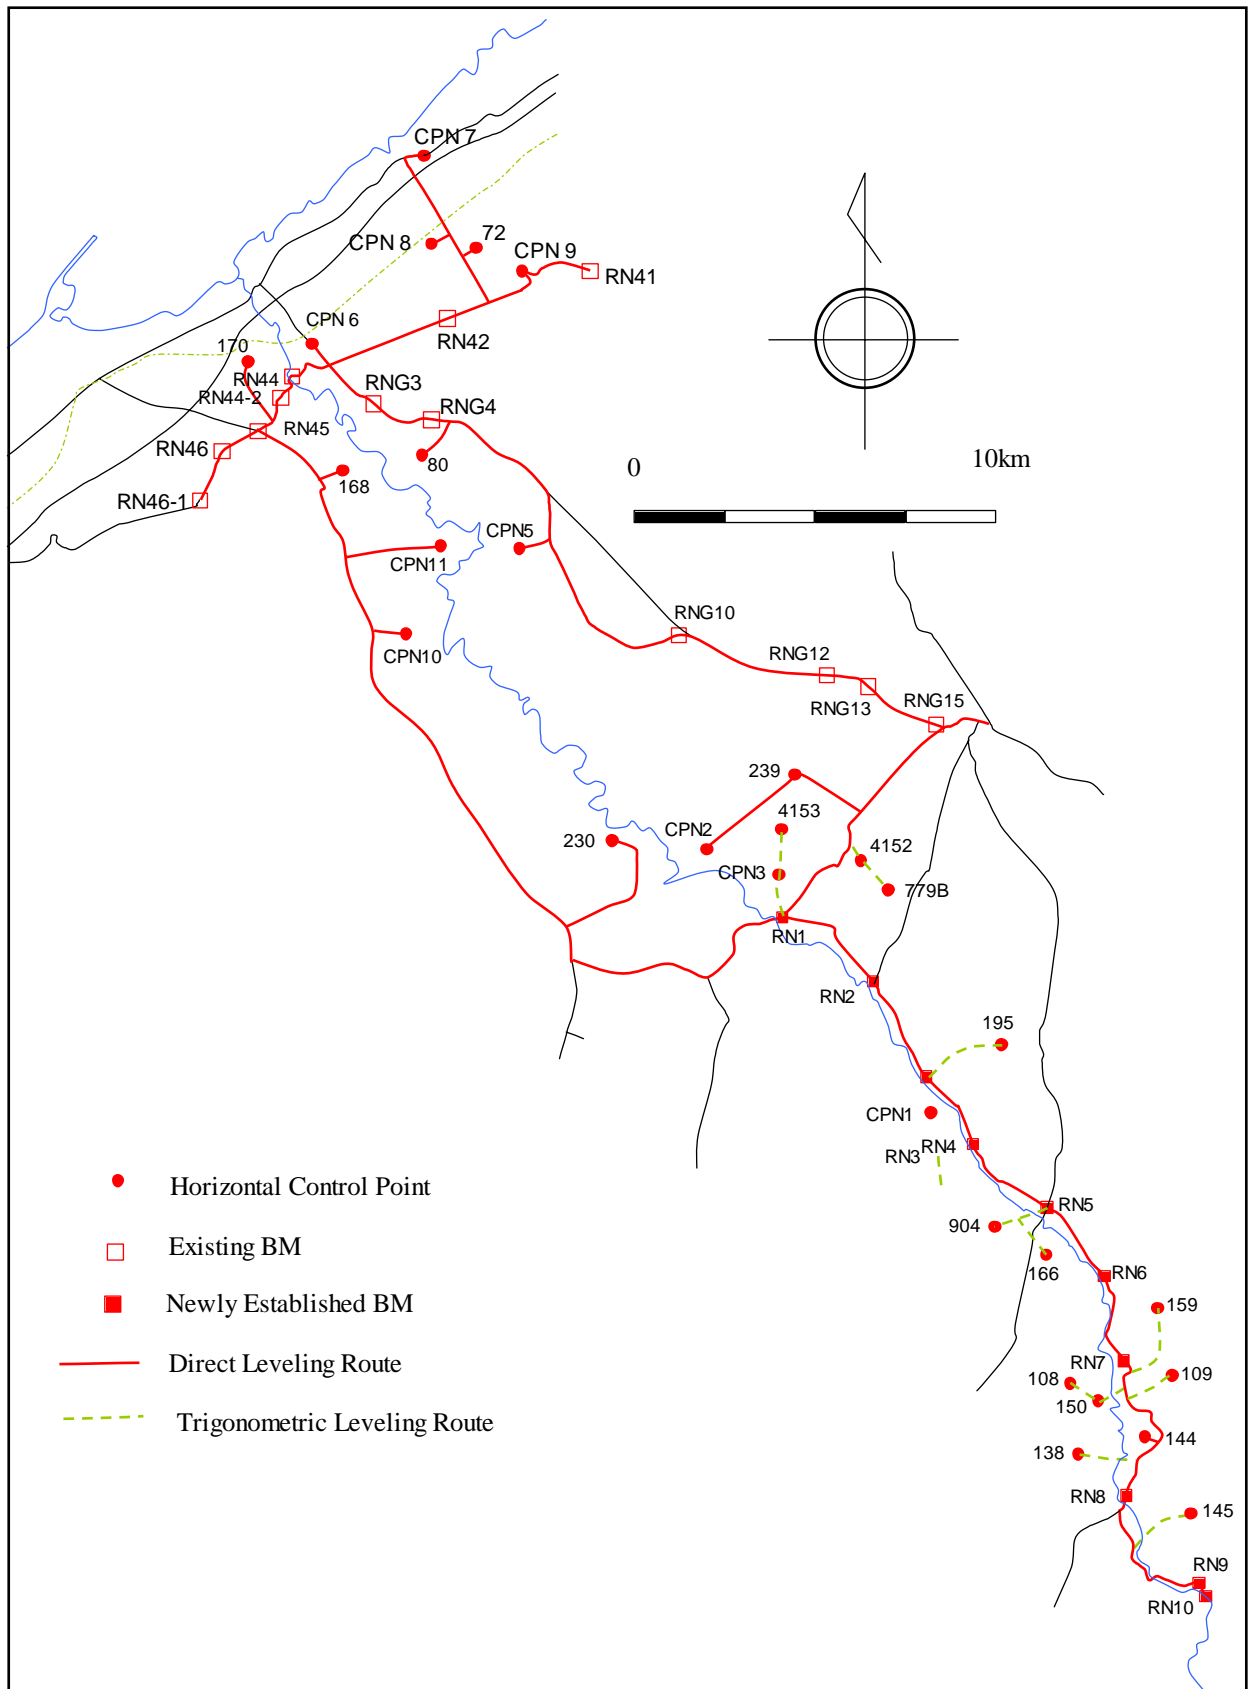 CPN 7
CPN 8
72
CPN 9
RN41
CPN 6
RN42
170
RN44
RN44-2
RNG3
RNG4
RN45
RN46
80
168
RN46-1
0
10km
CPN5
CPN11
RNG10
CPN10
RNG12
RNG13
RNG15
239
4153
CPN2
230
4152
CPN3
779B
RN1
RN2
195
CPN1
RN4
RN3
Horizontal Control Point
RN5
904
Existing BM
166
RN6
Newly Established BM
159
RN7
Direct Leveling Route
108
109
150
Trigonometric Leveling Route
144
138
RN8
145
RN9
RN10